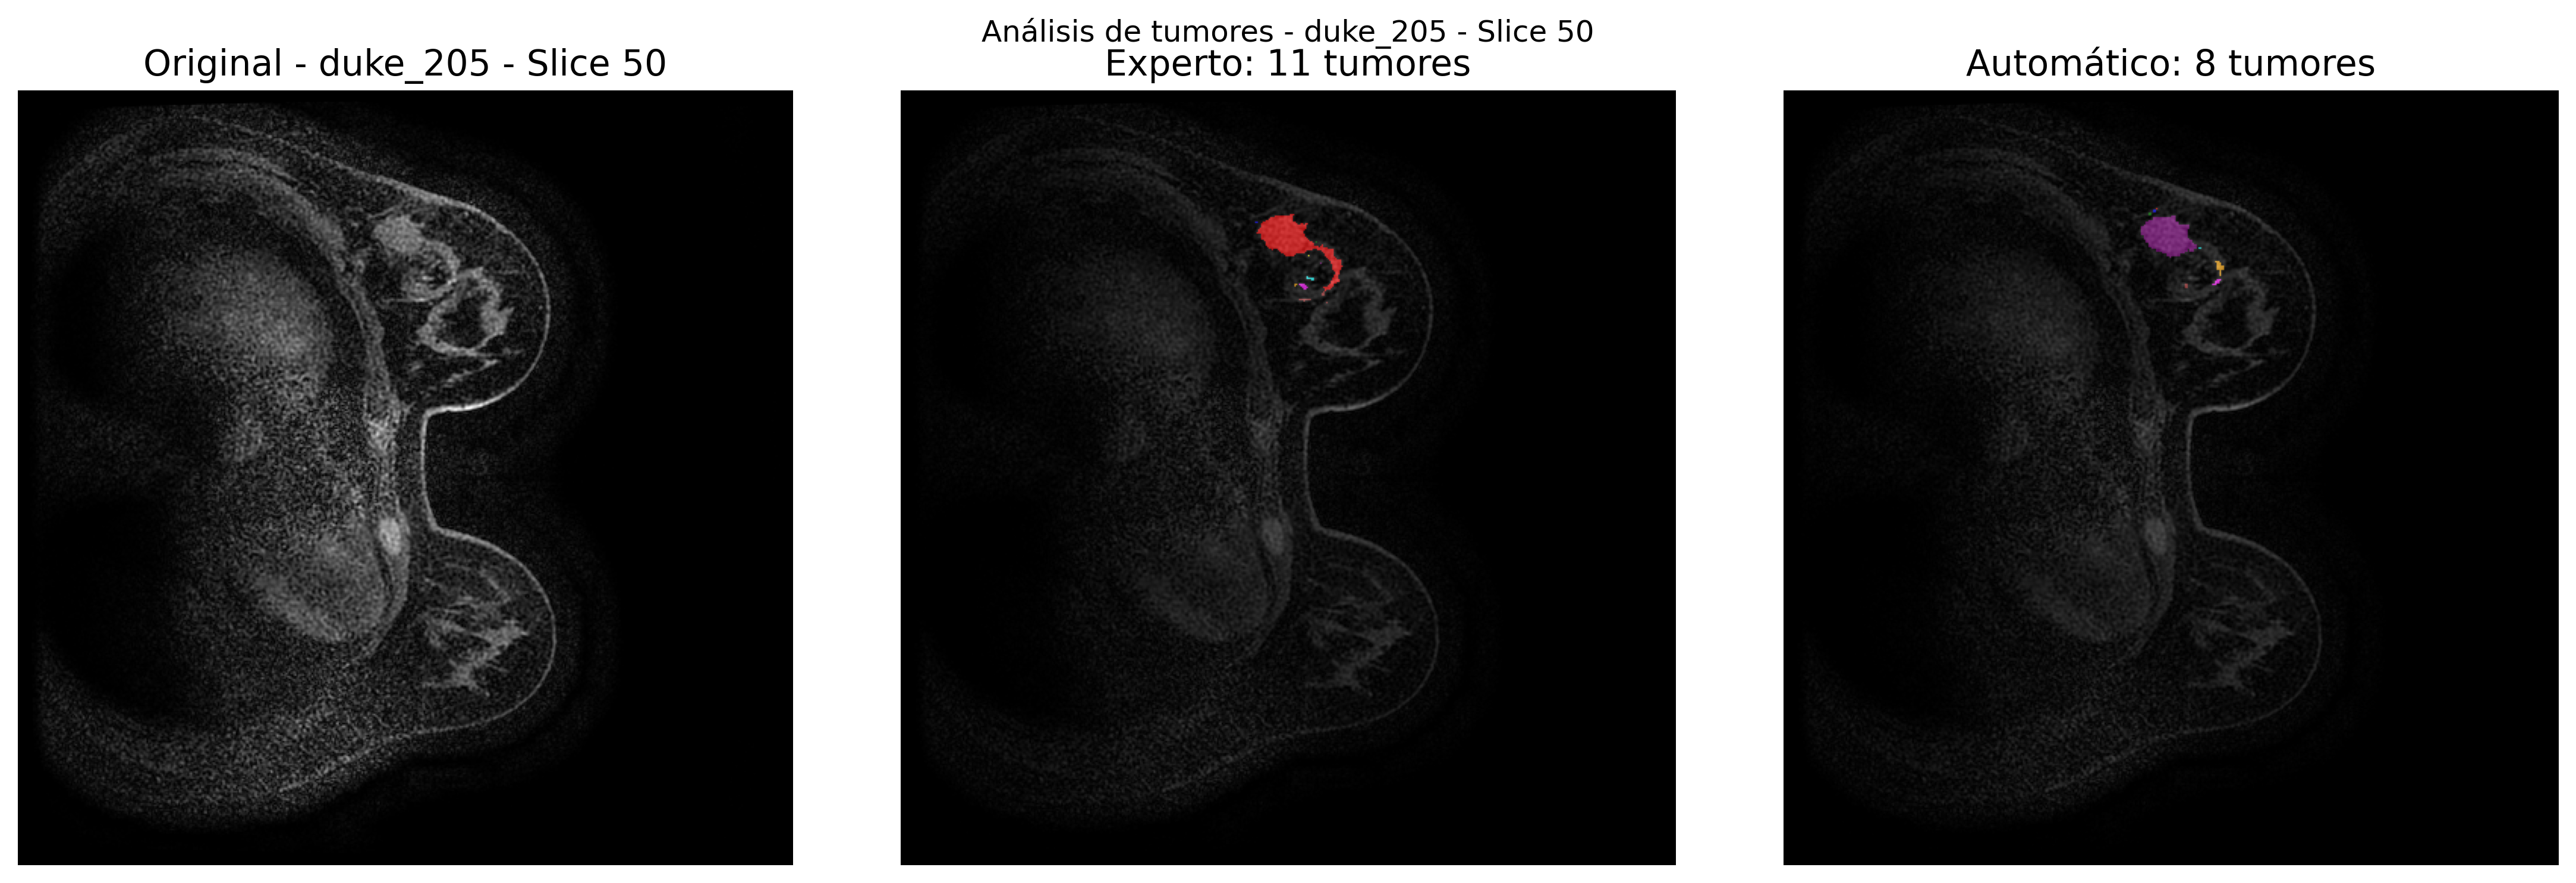 Análisis de tumores - duke_205 - Slice 50
Original - duke_205 - Slice 50
Experto: 11 tumores
Automático: 8 tumores